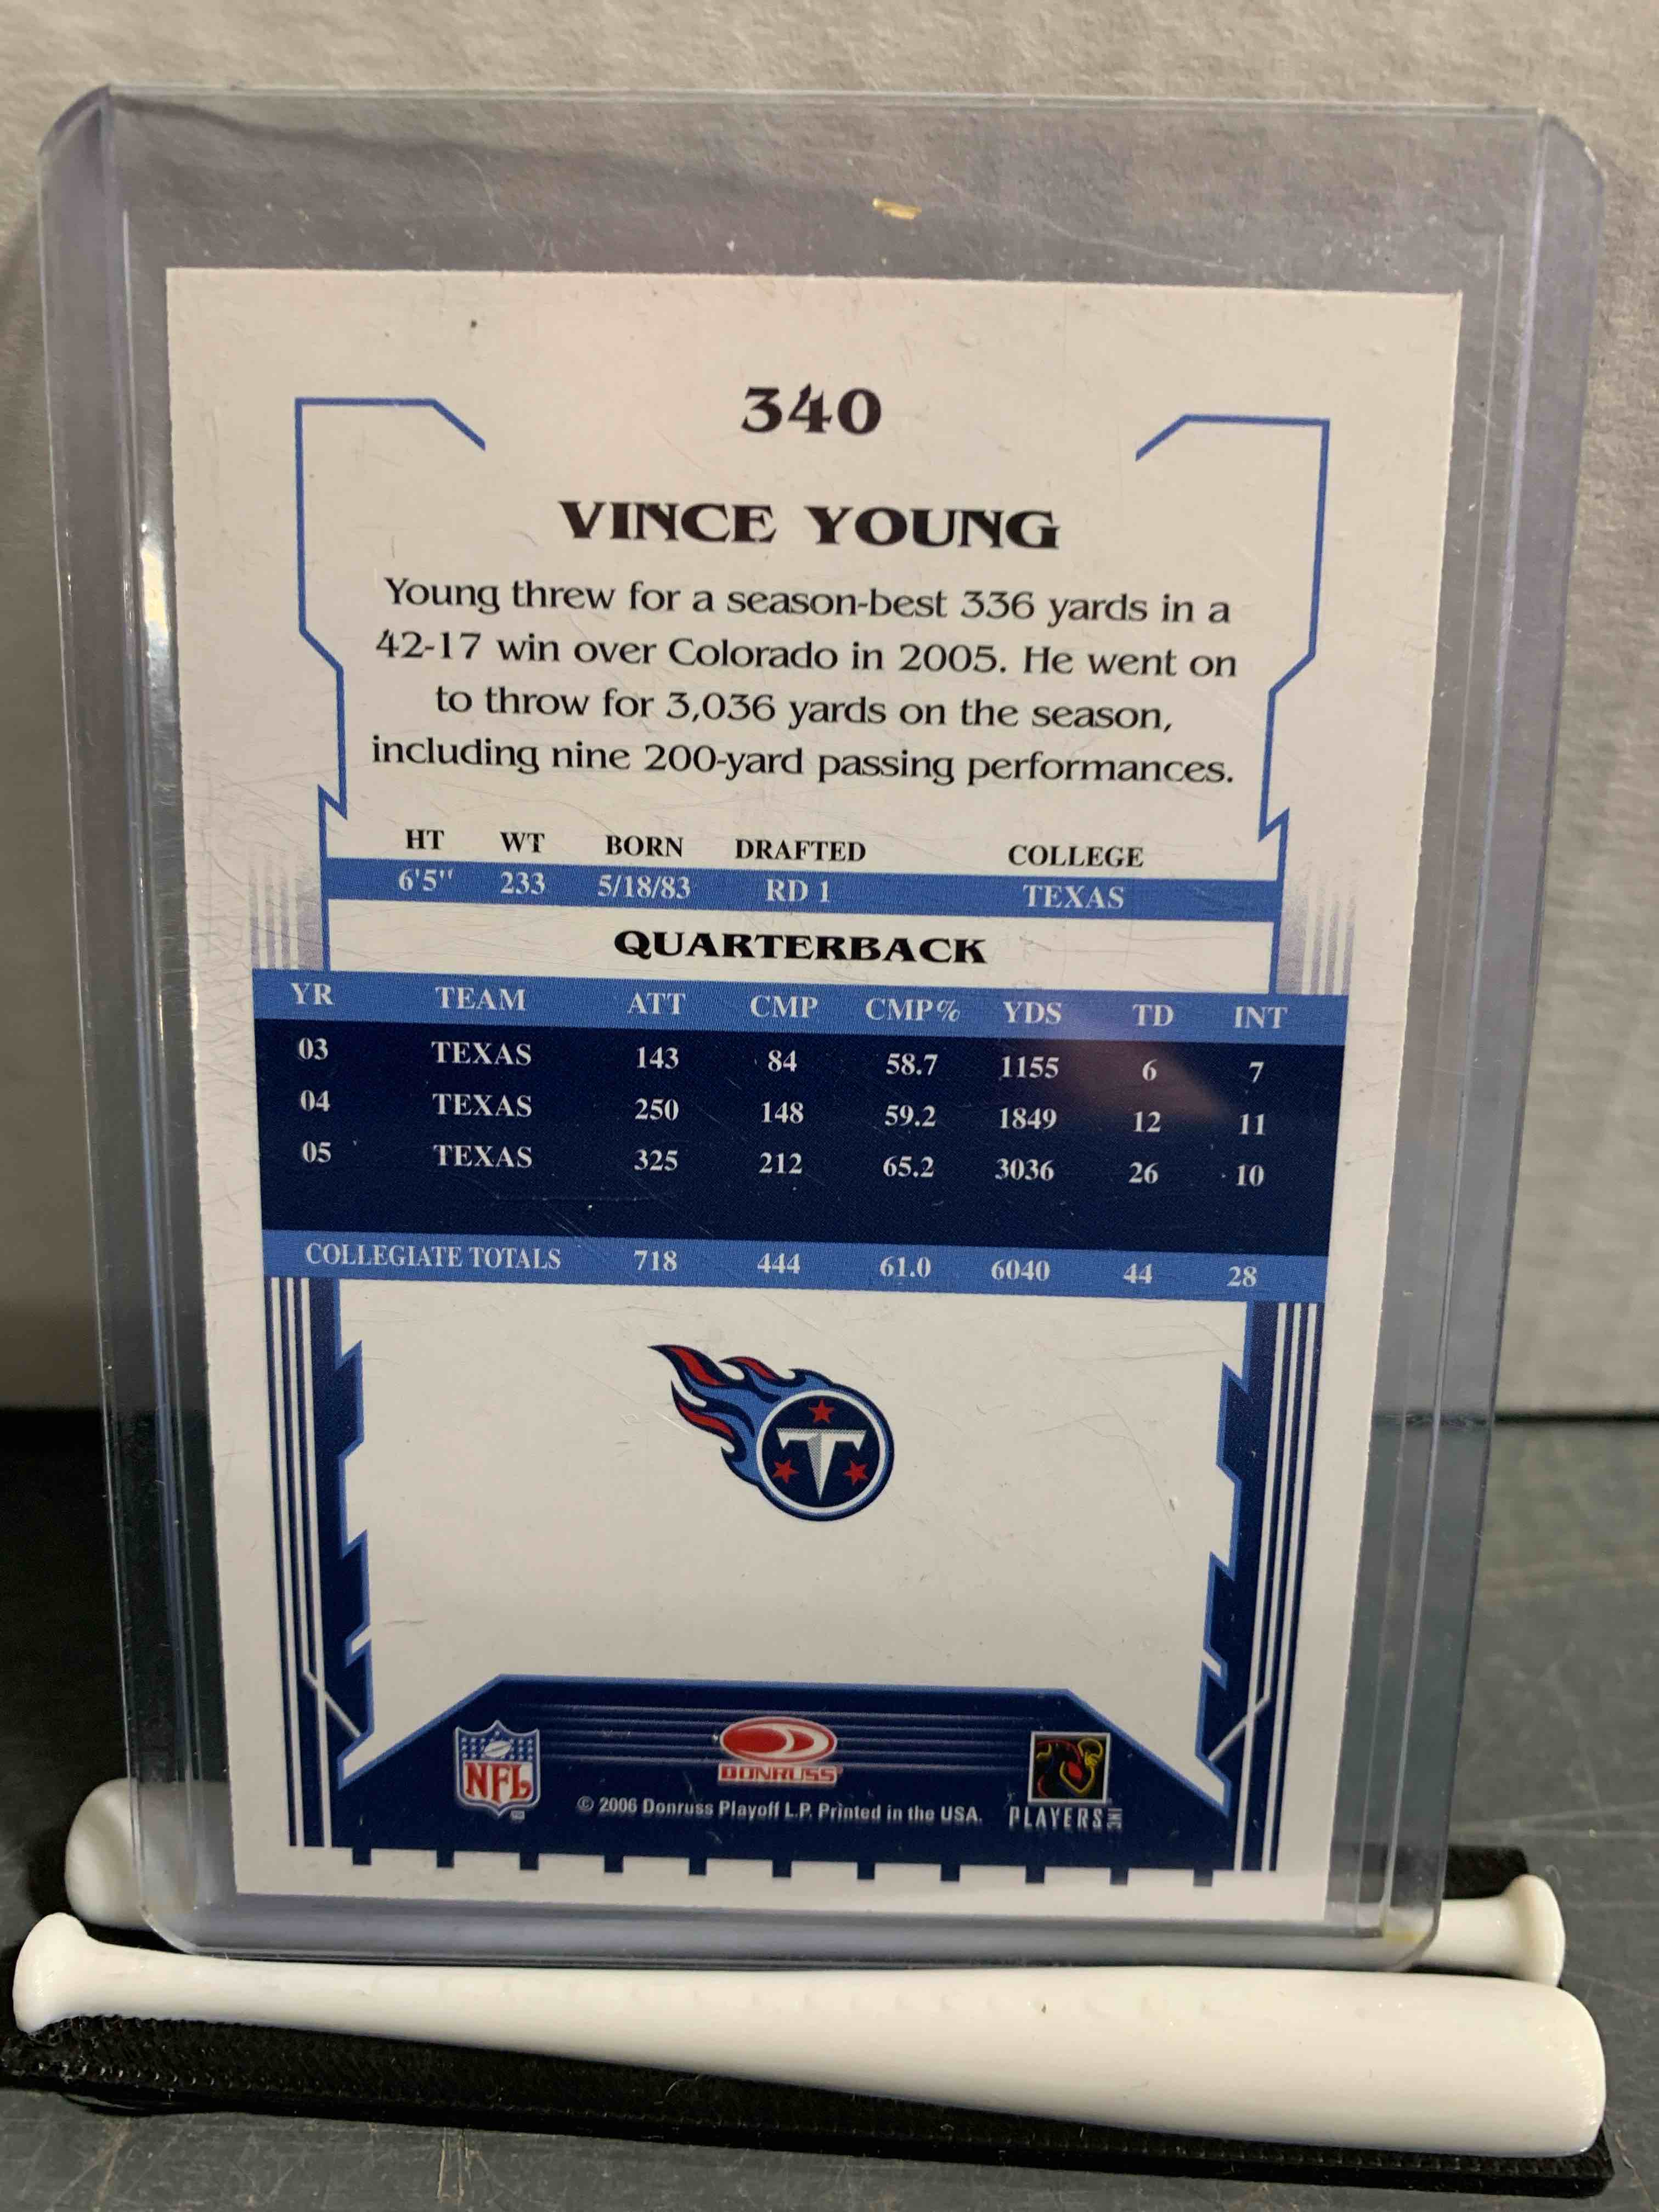 340
VINCE YOUNG
Young threw for a season-best 336 yards in a
42-17 win over Colorado in 2005. He went on
to throw for 3,036 yards on the season,
including nine 200-yard passing performances.
HT WT BORN DRAFTED COLLEGE
6'5" 233 5/18/83 RD 1 TEXAS
QUARTERBACK
YR TEAM ATT CMP CMP% YDS TD INT
03 TEXAS 143 84 58.7 1155 6 7
04 TEXAS 250 148 59.2 1849 12 11
05 TEXAS 325 212 65.2 3036 26 10
COLLEGIATE TOTALS 718 444 61.0 6040 44 28
T
NFL DONRUSS
© 2006 Donruss Playoff L.P. Printed in the USA. PLAYERS INC